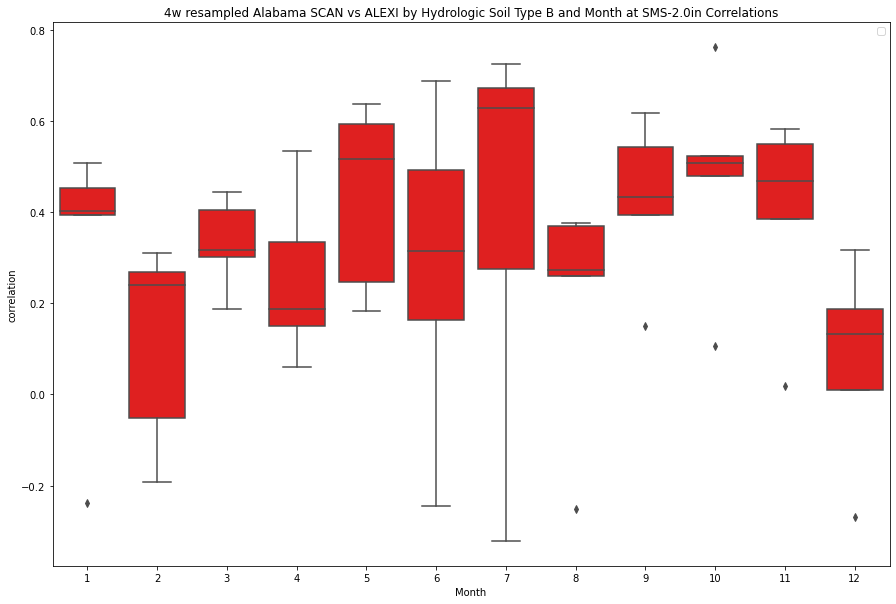 4w resampled Alabama SCAN vs ALEXI by Hydrologic Soil Type B and Month at SMS-2.0in Correlations
0.8
0.6
0.4
0.2
0.0
−0.2
correlation
1 2 3 4 5 6 7 8 9 10 11 12
Month